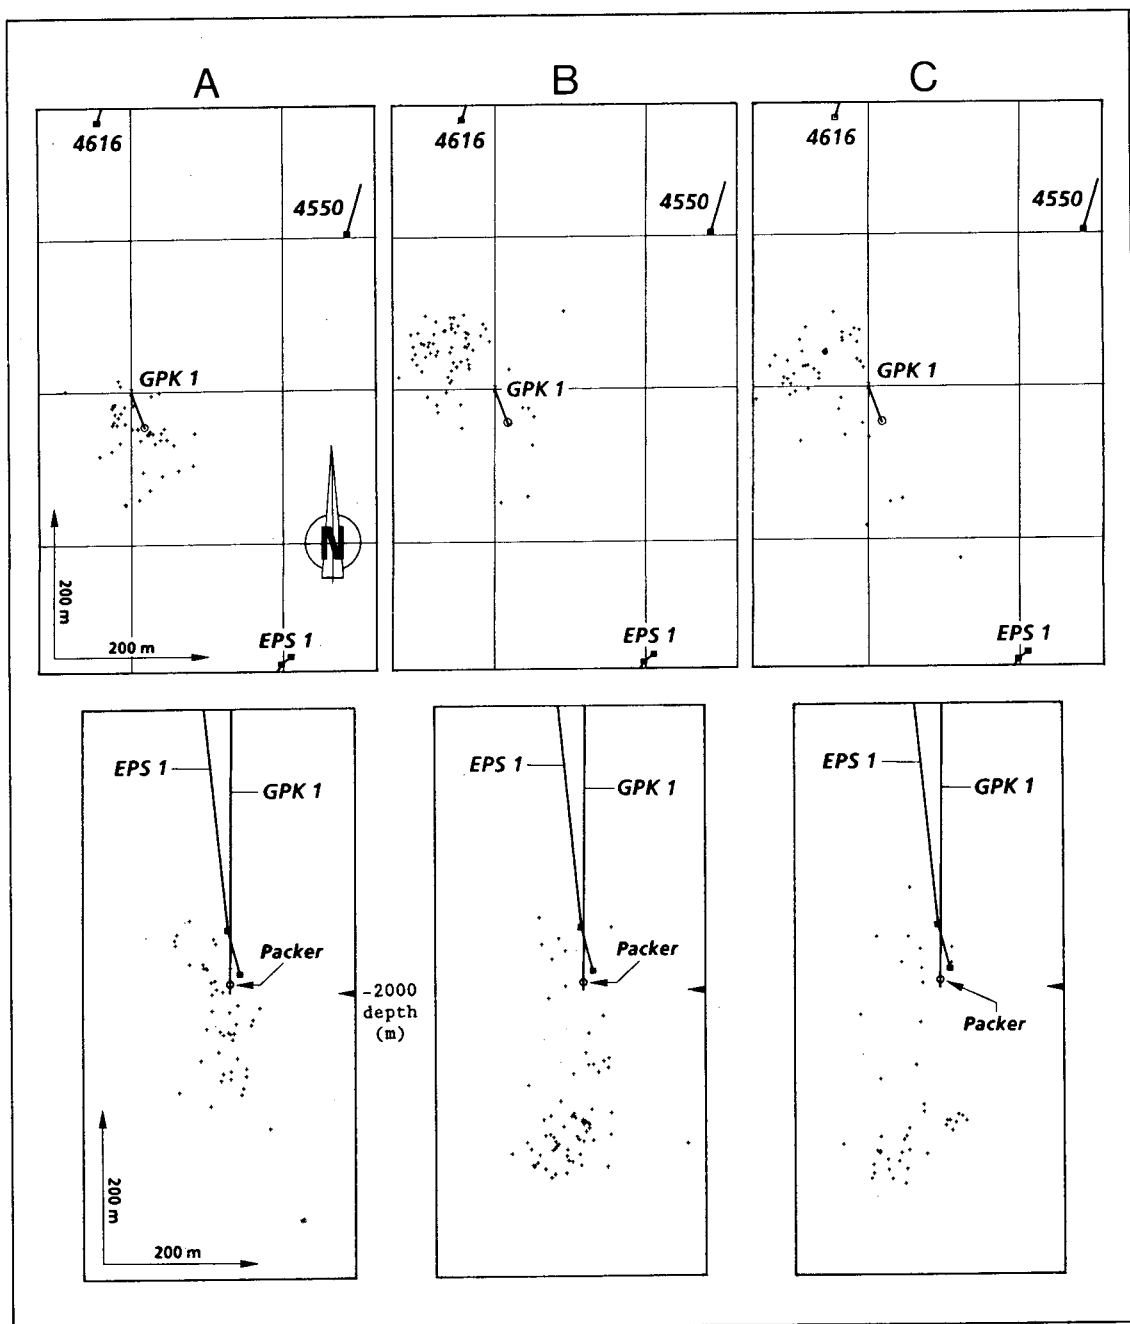 A
B
C
4616
4616
4616
4550
4550
4550
GPK 1
GPK 1
GPK 1
N
200 m
200 m
EPS 1
EPS 1
EPS 1
EPS 1
GPK 1
EPS 1
GPK 1
EPS 1
GPK 1
Packer
Packer
Packer
-2000
depth
(m)
200 m
200 m